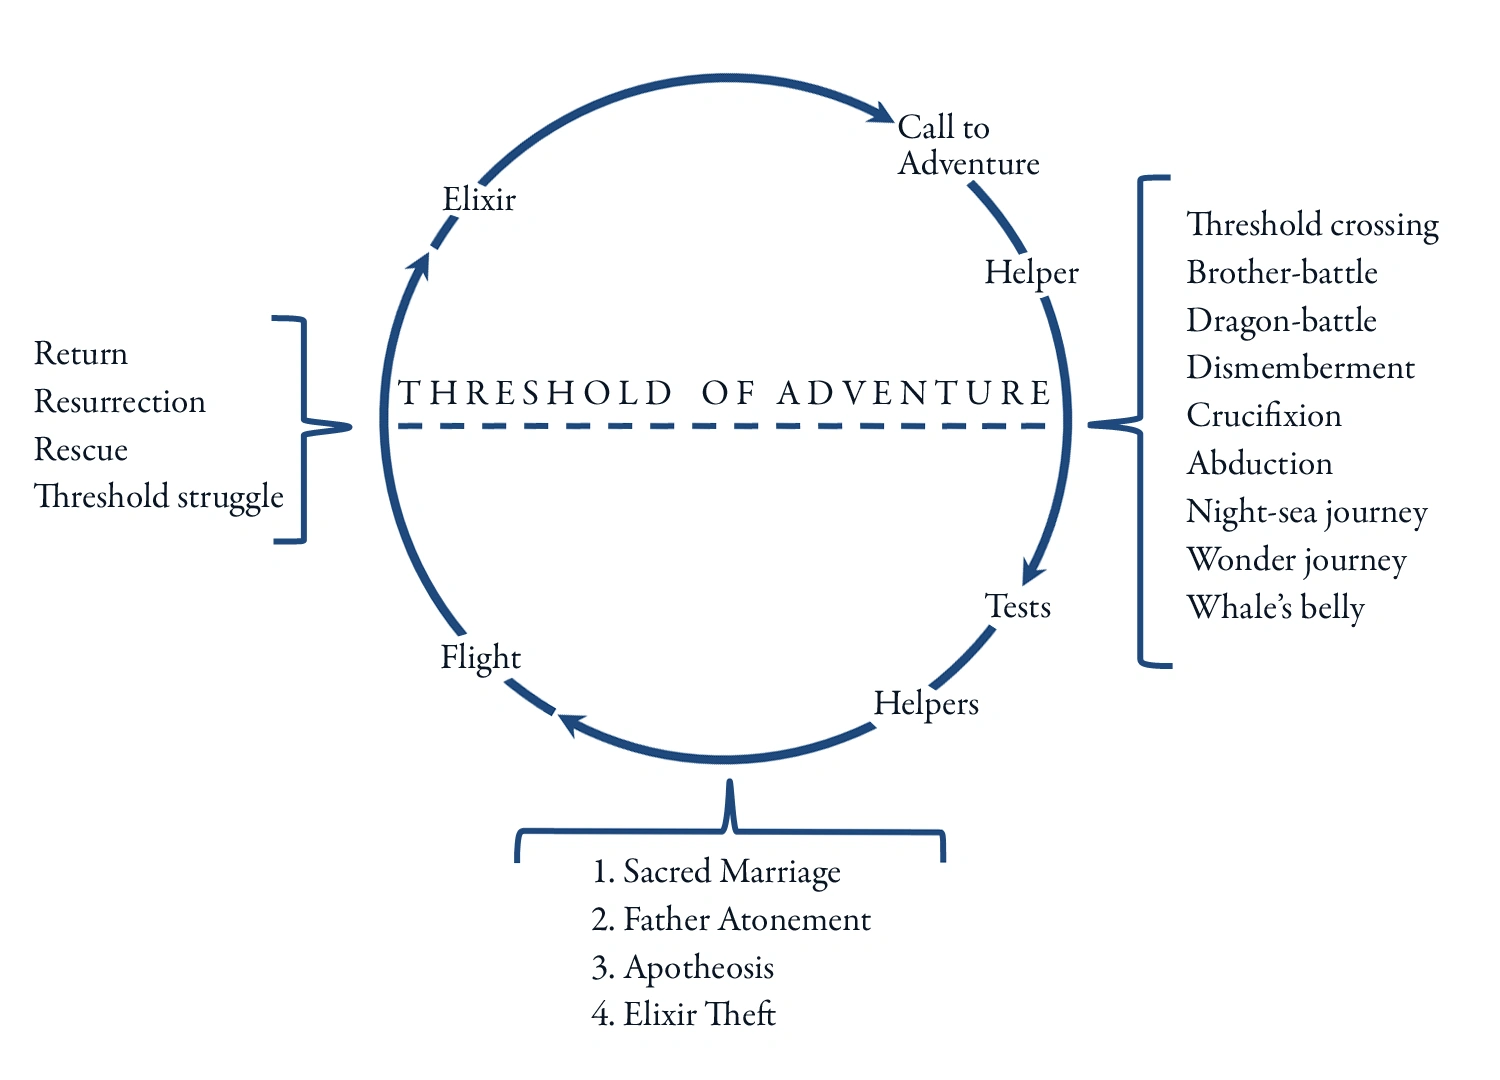 Call to
Adventure
Elixir
Helper
THRESHOLD OF ADVENTURE
Threshold crossing
Brother-battle
Dragon-battle
Dismemberment
Crucifixion
Abduction
Night-sea journey
Wonder journey
Whale’s belly
Return
Resurrection
Rescue
Threshold struggle
Tests
Flight
Helpers
1. Sacred Marriage
2. Father Atonement
3. Apotheosis
4. Elixir Theft